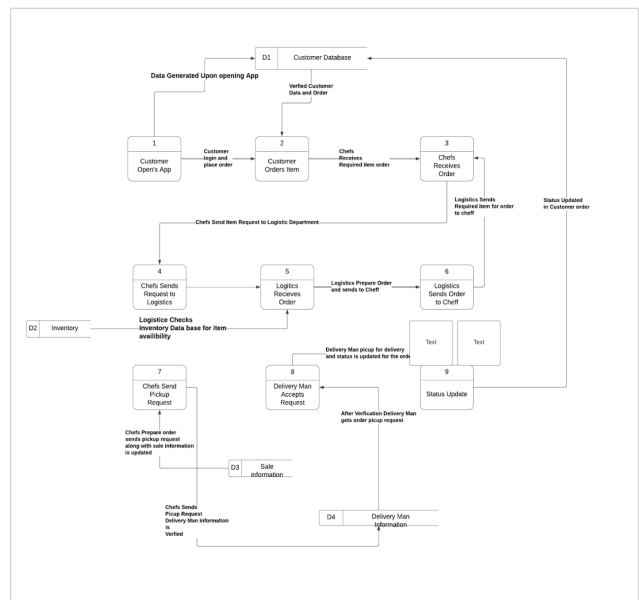 D1 Customer Database
Data Generated Upon opening App
Verfied Customer
Data and Order
1
Customer
Open's App
Customer
login and
place order
2
Customer
Orders Item
Chefs
Receives
Required item order
3
Chefs
Receives
Order
Logistics Sends
Required item for order
to cheff
Status Updated
in Customer order
Chefs Send Item Request to Logistic Department
4
Chefs Sends
Request to
Logistics
5
Logitics
Recieves
Order
Logistics Prepare Order
and sends to Cheff
6
Logistics
Sends Order
to Cheff
D2 Inventory
Logistice Checks
Inventory Data base for item
availibility
Text
Text
Delivery Man picup for delivery
and status is updated for the orde
7
Chefs Send
Pickup
Request
8
Delivery Man
Accepts
Request
9
Status Update
After Verfication Delivery Man
gets order picup request
Chefs Prepare order
sends pickup request
along with sale information
is updated
D3 Sale
information
Chefs Sends
Picup Request
Delivery Man information
is
Verfied
D4 Delivery Man
Information